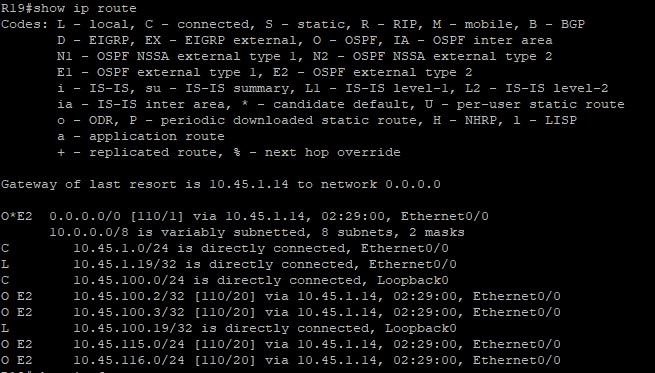 R19#show ip route
Codes: L - local, C - connected, S - static, R - RIP, M - mobile, B - BGP
D - EIGRP, EX - EIGRP external, O - OSPF, IA - OSPF inter area
N1 - OSPF NSSA external type 1, N2 - OSPF NSSA external type 2
E1 - OSPF external type 1, E2 - OSPF external type 2
i - IS-IS, su - IS-IS summary, L1 - IS-IS level-1, L2 - IS-IS level-2
ia - IS-IS inter area, * - candidate default, U - per-user static route
o - ODR, P - periodic downloaded static route, H - NHRP, l - LISP
a - application route
+ - replicated route, % - next hop override
Gateway of last resort is 10.45.1.14 to network 0.0.0.0
O*E2 0.0.0.0/0 [110/1] via 10.45.1.14, 02:29:00, Ethernet0/0
10.0.0.0/8 is variably subnetted, 8 subnets, 2 masks
C 10.45.1.0/24 is directly connected, Ethernet0/0
L 10.45.1.19/32 is directly connected, Ethernet0/0
C 10.45.100.0/24 is directly connected, Loopback0
O E2 10.45.100.2/32 [110/20] via 10.45.1.14, 02:29:00, Ethernet0/0
O E2 10.45.100.3/32 [110/20] via 10.45.1.14, 02:29:00, Ethernet0/0
L 10.45.100.19/32 is directly connected, Loopback0
O E2 10.45.115.0/24 [110/20] via 10.45.1.14, 02:29:00, Ethernet0/0
O E2 10.45.116.0/24 [110/20] via 10.45.1.14, 02:29:00, Ethernet0/0